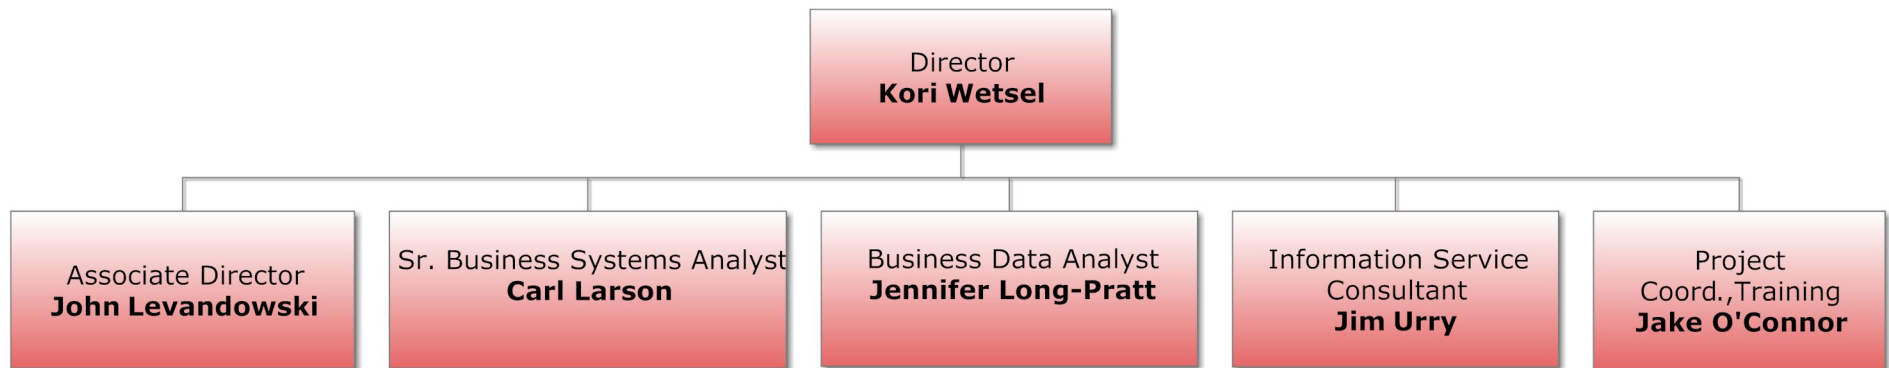 Director
Kori Wetsel
Associate Director
John Levandowski
Sr. Business Systems Analyst
Carl Larson
Business Data Analyst
Jennifer Long-Pratt
Information Service
Consultant
Jim Urry
Project
Coord.,Training
Jake O'Connor